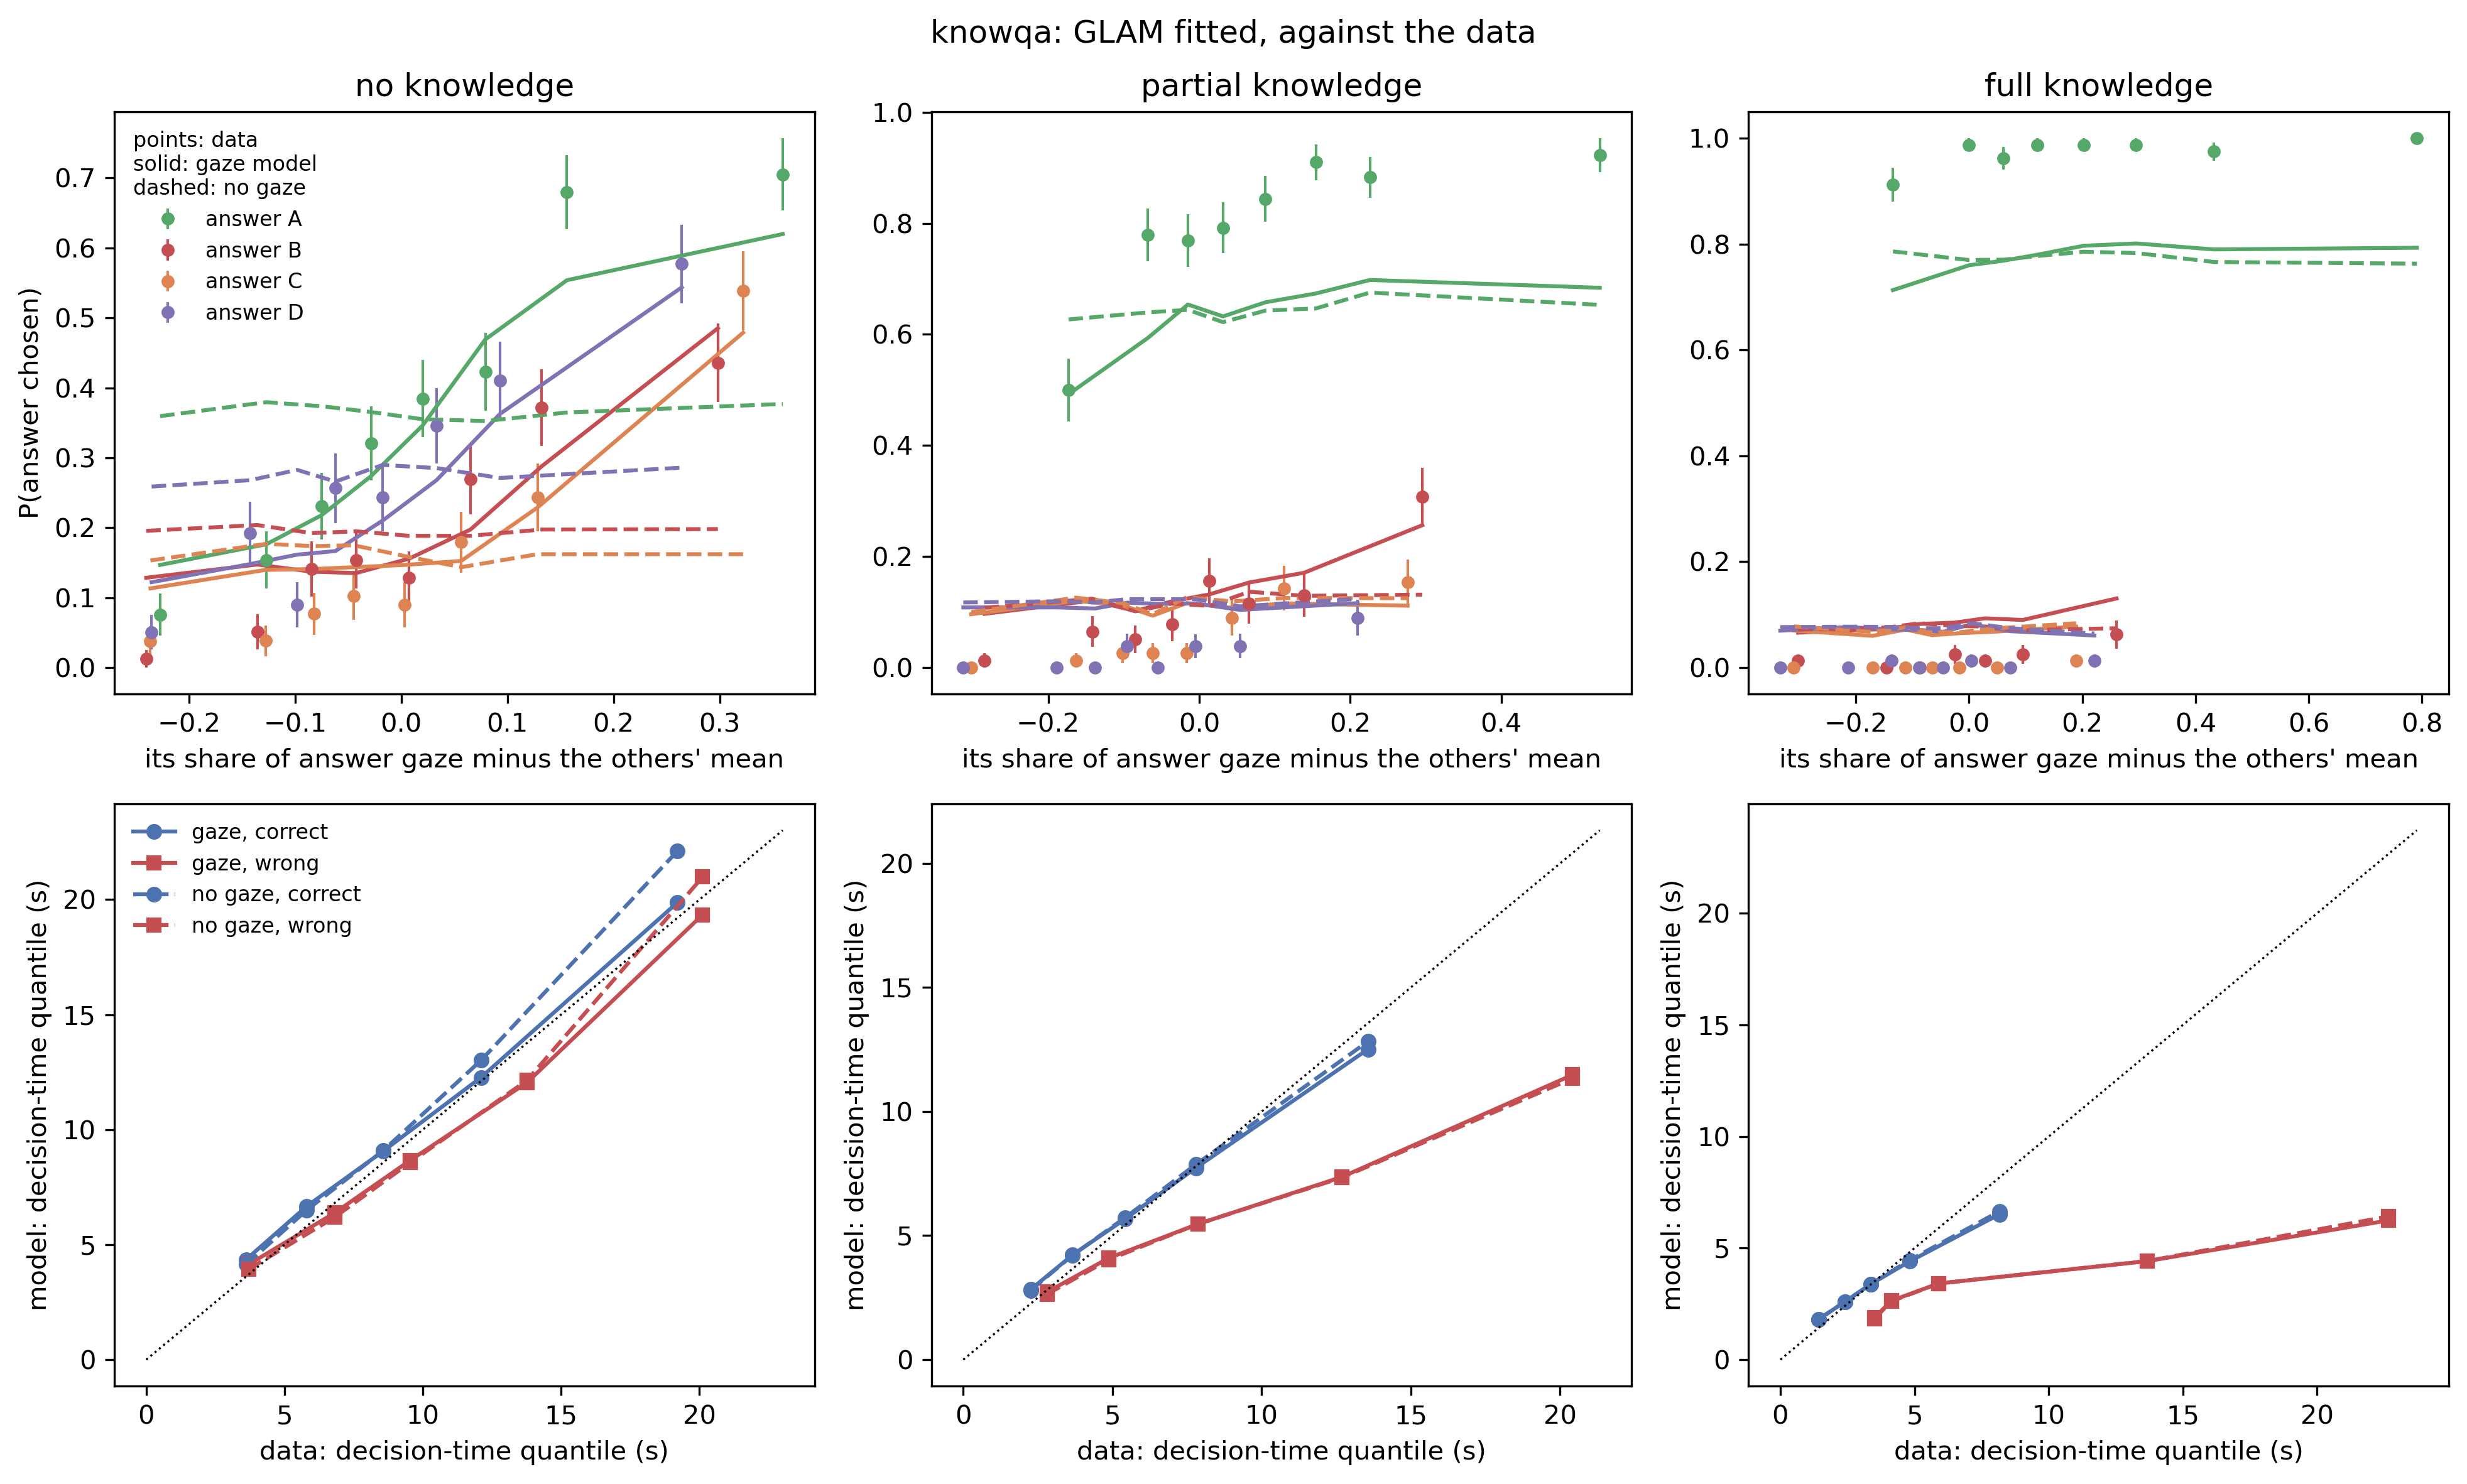 knowqa: GLAM fitted, against the data
no knowledge
partial knowledge
full knowledge
points: data
solid: gaze model
dashed: no gaze
answer A
answer B
answer C
answer D
P(answer chosen)
0.7
0.6
0.5
0.4
0.3
0.2
0.1
0.0
−0.2
−0.1
0.0
0.1
0.2
0.3
its share of answer gaze minus the others' mean
1.0
0.8
0.6
0.4
0.2
0.0
−0.2
0.0
0.2
0.4
its share of answer gaze minus the others' mean
1.0
0.8
0.6
0.4
0.2
0.0
−0.2
0.0
0.2
0.4
0.6
0.8
its share of answer gaze minus the others' mean
gaze, correct
gaze, wrong
no gaze, correct
no gaze, wrong
model: decision-time quantile (s)
20
15
10
5
0
0
5
10
15
20
data: decision-time quantile (s)
model: decision-time quantile (s)
20
15
10
5
0
0
5
10
15
20
data: decision-time quantile (s)
model: decision-time quantile (s)
20
15
10
5
0
0
5
10
15
20
data: decision-time quantile (s)